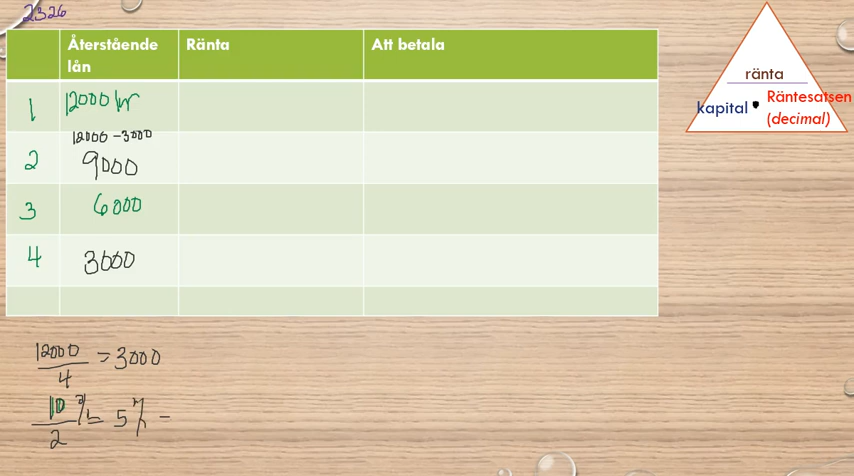 2326
Återstående lån
Ränta
Att betala
1 12000 kr
12000 - 3000
2 9000
3 6000
4 3000
12000/4 = 3000
10%/2 = 5% -
ränta
kapital • Räntesatsen
(decimal)